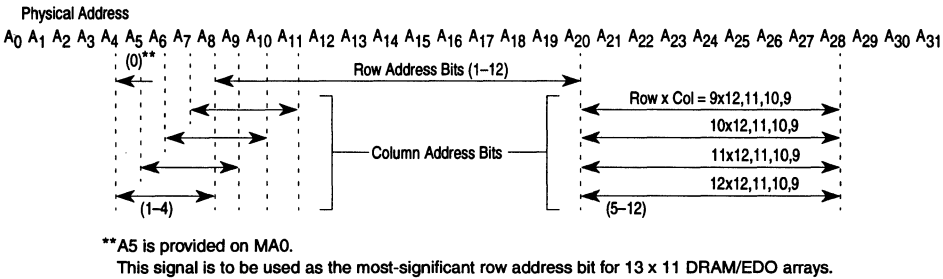 Physical Address
A0 A1 A2 A3 A4 A5 A6 A7 A8 A9 A10 A11 A12 A13 A14 A15 A16 A17 A18 A19 A20 A21 A22 A23 A24 A25 A26 A27 A28 A29 A30 A31
(0)**
Row Address Bits (1–12)
Row x Col = 9x12,11,10,9
10x12,11,10,9
Column Address Bits
11x12,11,10,9
12x12,11,10,9
(1–4)
(5–12)
**A5 is provided on MA0.
This signal is to be used as the most-significant row address bit for 13 x 11 DRAM/EDO arrays.